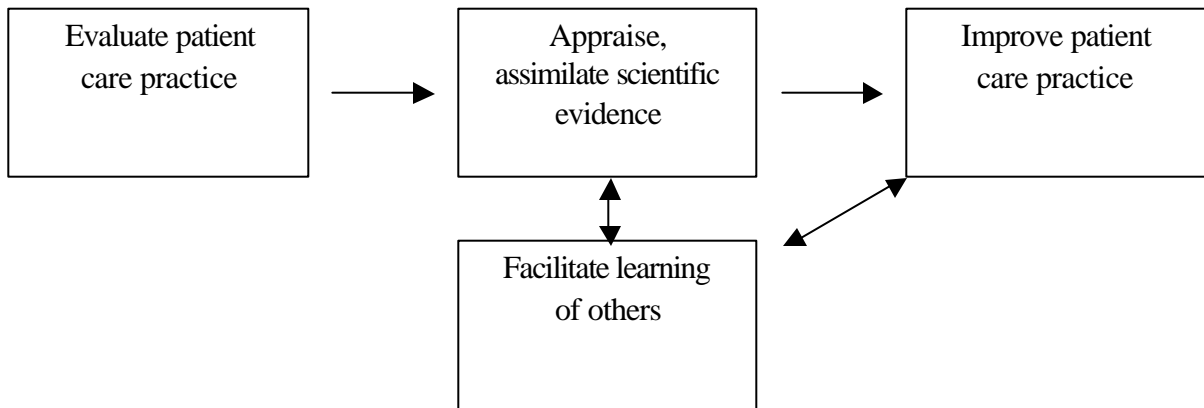 Evaluate patient
care practice
Appraise,
assimilate scientific
evidence
Improve patient
care practice
Facilitate learning
of others